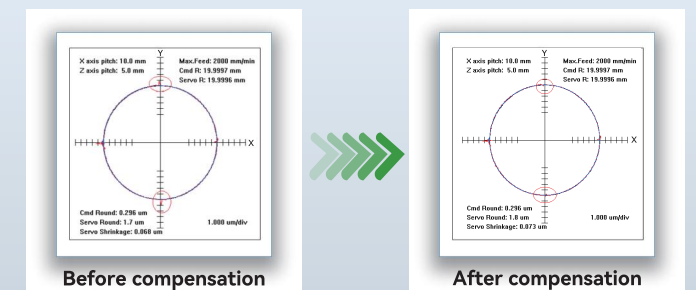 Y
X axis pitch: 10.0 mm
Z axis pitch: 5.0 mm
Max.Feed: 2000 mm/min
Cmd R: 19.9997 mm
Servo R: 19.9996 mm
X
Cmd Round: 0.296 um
Servo Round: 1.7 um
Servo Shrinkage: 0.068 um
1.000 um/div
Before compensation
Y
X axis pitch: 10.0 mm
Z axis pitch: 5.0 mm
Max.Feed: 2000 mm/min
Cmd R: 19.9997 mm
Servo R: 19.9996 mm
X
Cmd Round: 0.296 um
Servo Round: 1.8 um
Servo Shrinkage: 0.073 um
1.000 um/div
After compensation